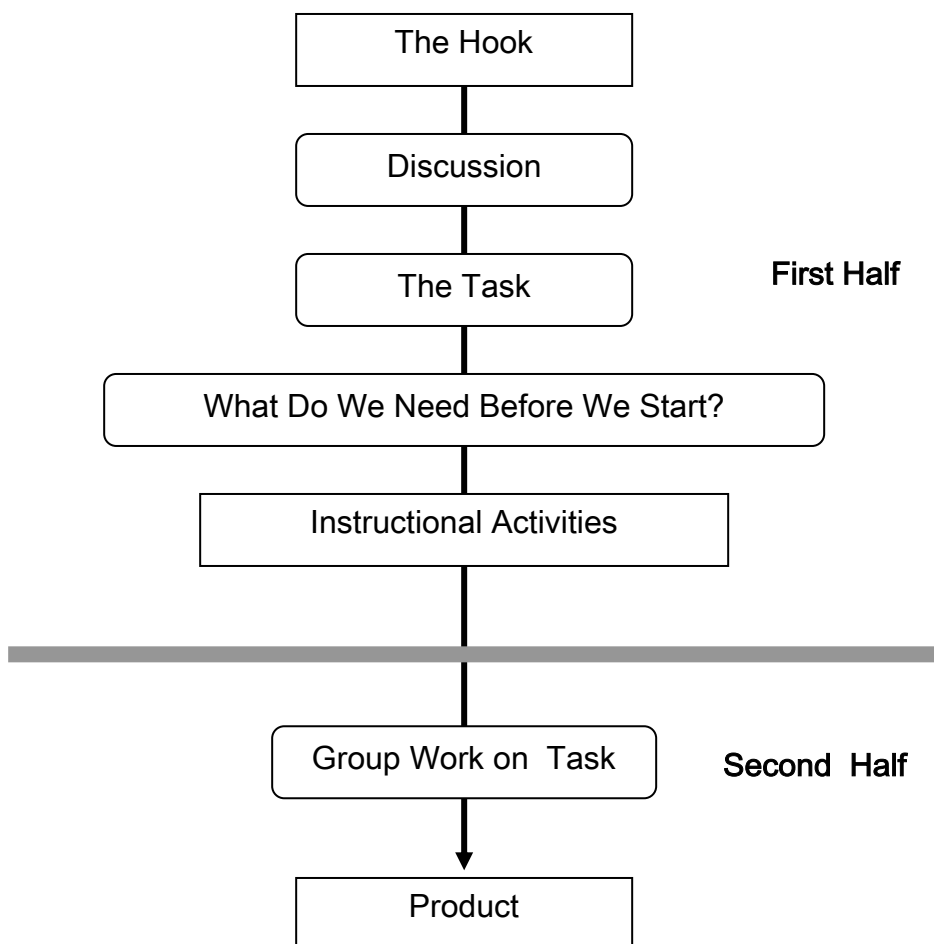 The Hook
Discussion
The Task
First Half
What Do We Need Before We Start?
Instructional Activities
Group Work on  Task
Second  Half
Product